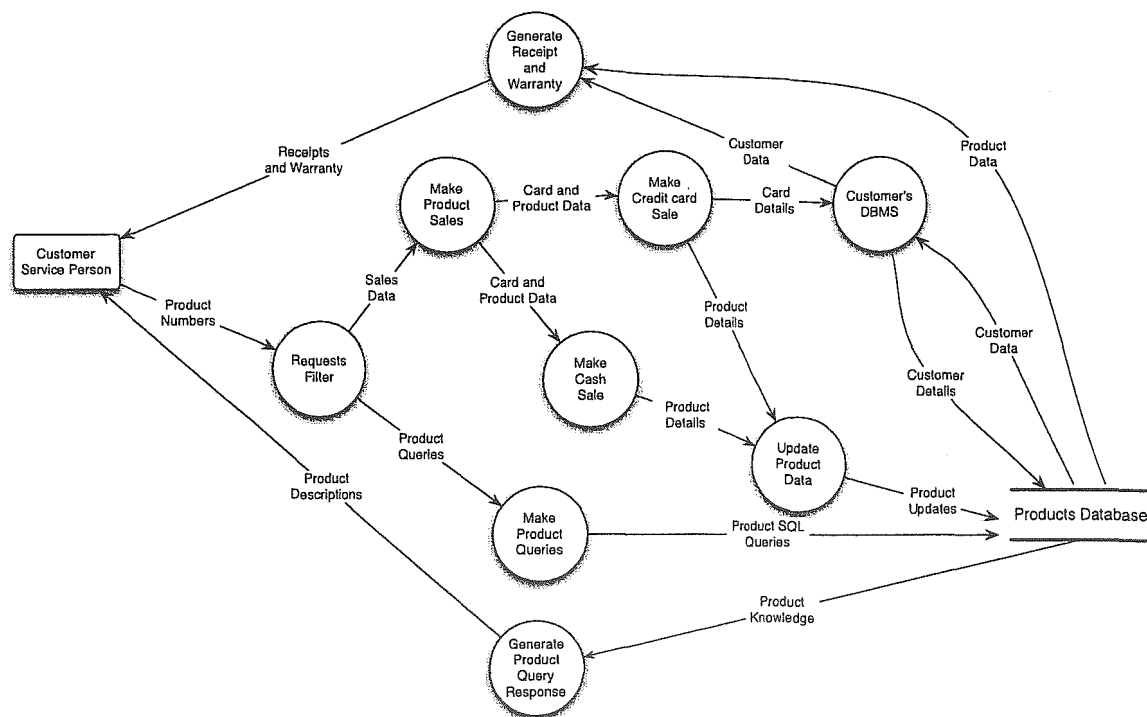 Generate
Receipt
and
Warranty
Receipts
and Warranty
Customer
Data
Product
Data
Make
Product
Sales
Card and
Product Data
Make
Credit card
Sale
Card
Details
Customer's
DBMS
Customer
Service Person
Product
Numbers
Sales
Data
Card and
Product Data
Product
Details
Customer
Data
Requests
Filter
Make
Cash
Sale
Customer
Details
Product
Details
Product
Queries
Update
Product
Data
Product
Descriptions
Product
Updates
Make
Product
Queries
Product SQL
Queries
Products Database
Product
Knowledge
Generate
Product
Query
Response